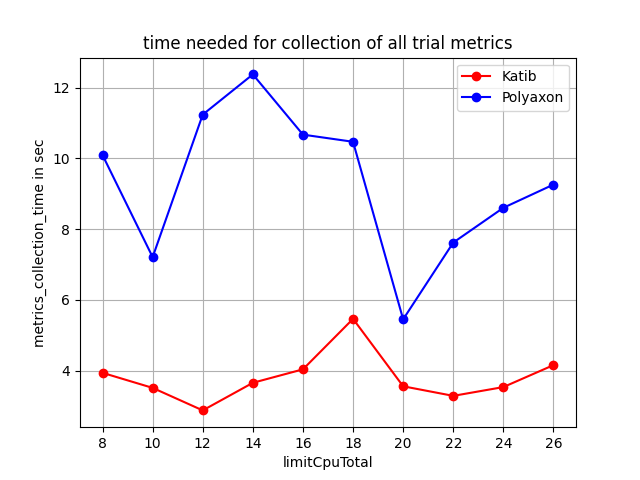 time needed for collection of all trial metrics
Katib
Polyaxon
metrics_collection_time in sec
12
10
8
6
4
8 10 12 14 16 18 20 22 24 26
limitCpuTotal